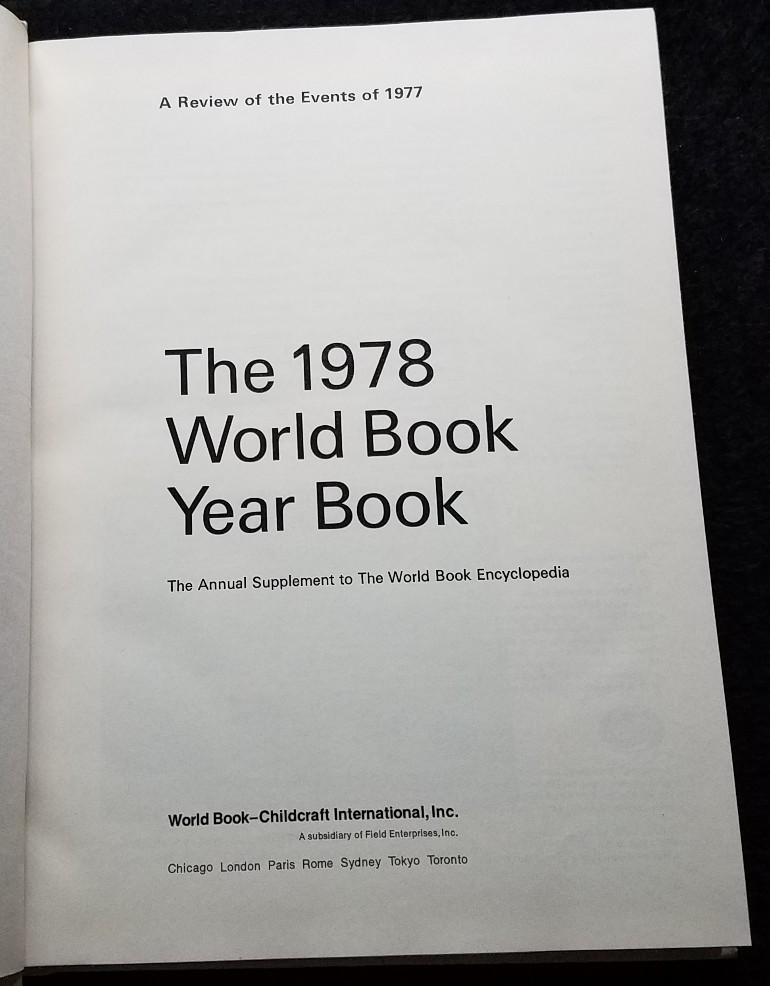 A Review of the Events of 1977
The 1978
World Book
Year Book
The Annual Supplement to The World Book Encyclopedia
World Book–Childcraft International, Inc.
A subsidiary of Field Enterprises, Inc.
Chicago London Paris Rome Sydney Tokyo Toronto